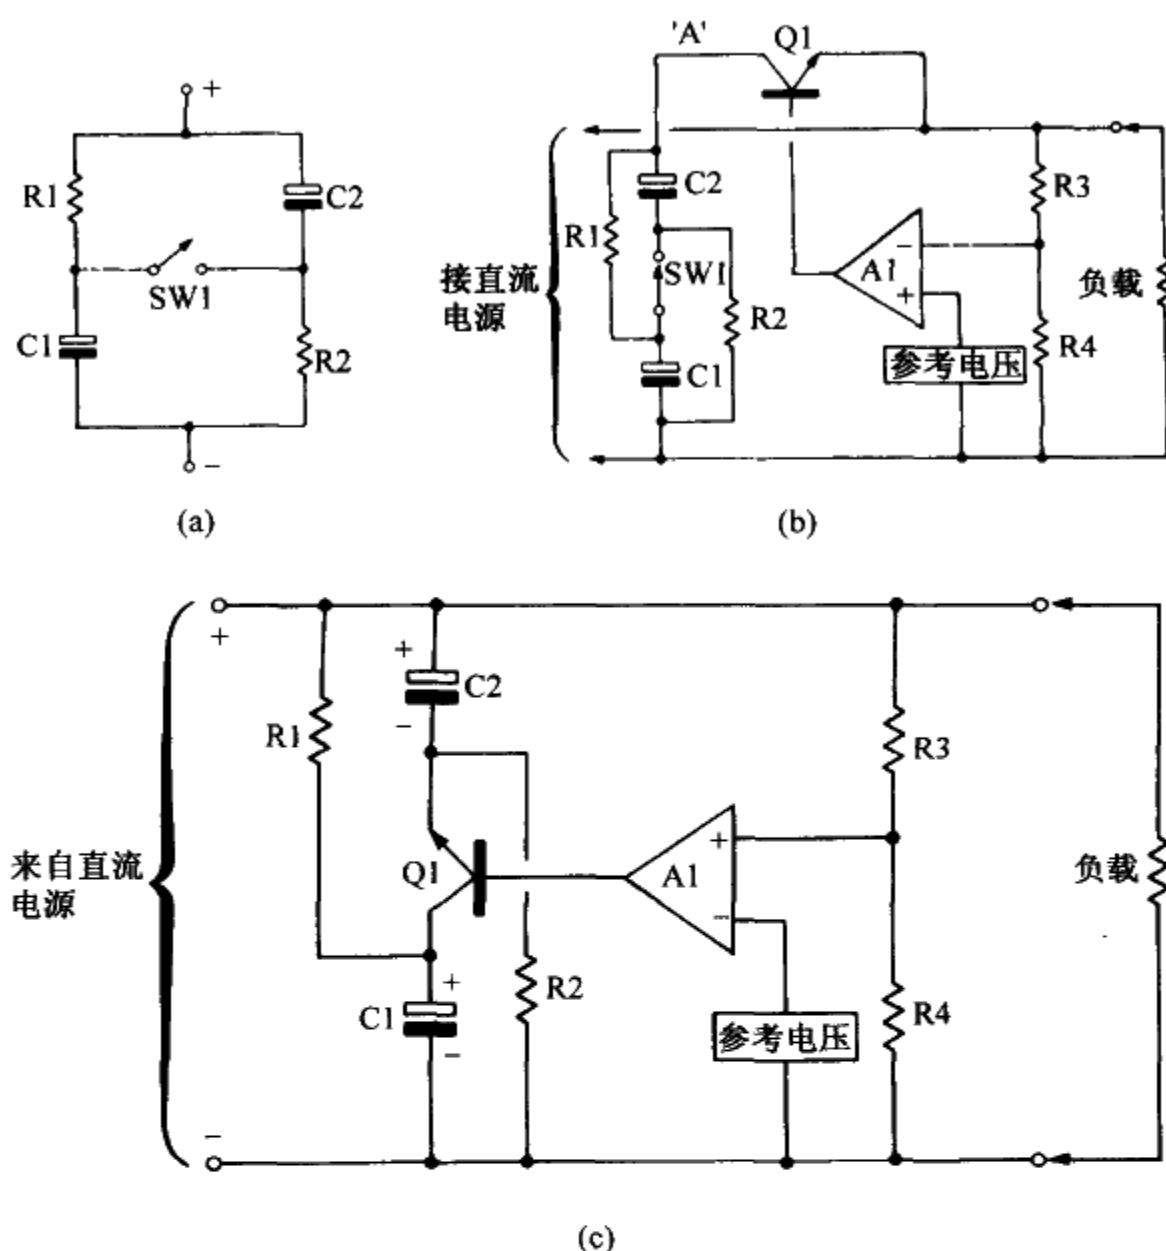 +
R1
C2
SW1
C1
R2
−
(a)
'A'
Q1
接直流
电源
C2
R1
SW1
R2
C1
−
A1
+
参考电压
R3
R4
负载
(b)
+
来自直流
电源
R1
+
C2
−
Q1
C1
+
−
R2
+
A1
−
参考电压
R3
R4
负载
−
(c)